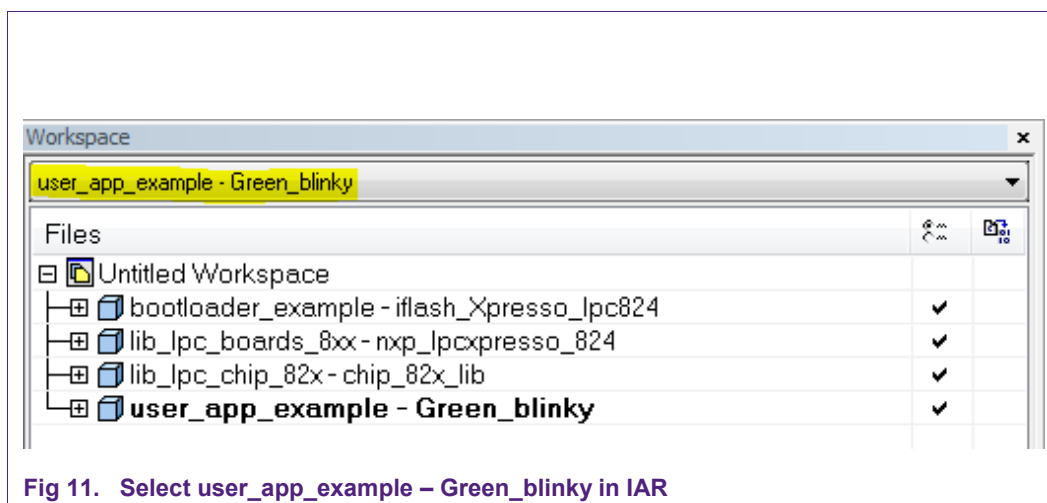 Workspace
user_app_example - Green_blinky
Files
Untitled Workspace
bootloader_example - iflash_Xpresso_lpc824
lib_lpc_boards_8xx - nxp_lpcxpresso_824
lib_lpc_chip_82x - chip_82x_lib
user_app_example - Green_blinky
Fig 11. Select user_app_example – Green_blinky in IAR